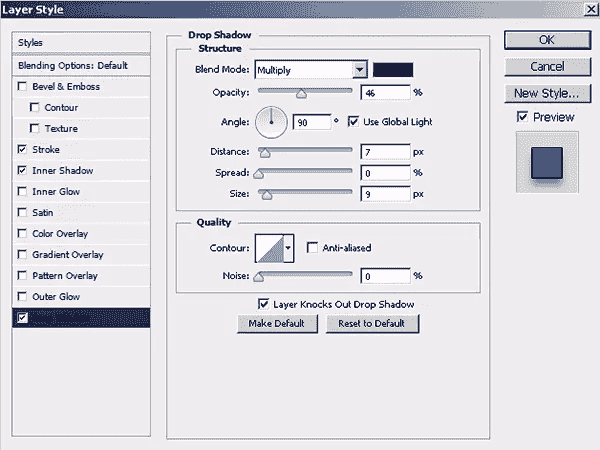 Layer Style
Styles
Blending Options: Default
Bevel & Emboss
Contour
Texture
Stroke
Inner Shadow
Inner Glow
Satin
Color Overlay
Gradient Overlay
Pattern Overlay
Outer Glow
Drop Shadow
Structure
Blend Mode: Multiply
Opacity: 46 %
Angle: 90 ° Use Global Light
Distance: 7 px
Spread: 0 %
Size: 9 px
Quality
Contour: Anti-aliased
Noise: 0 %
Layer Knocks Out Drop Shadow
Make Default Reset to Default
OK
Cancel
New Style...
Preview